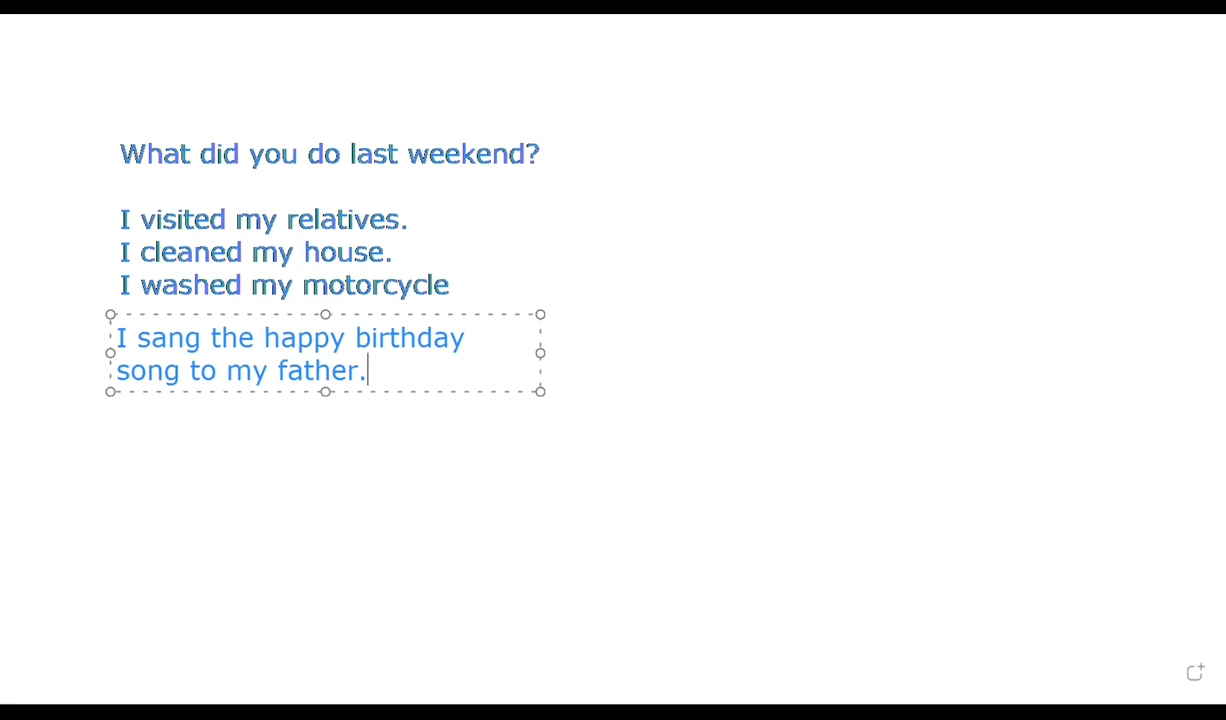 What did you do last weekend?
I visited my relatives.
I cleaned my house.
I washed my motorcycle
I sang the happy birthday
song to my father.